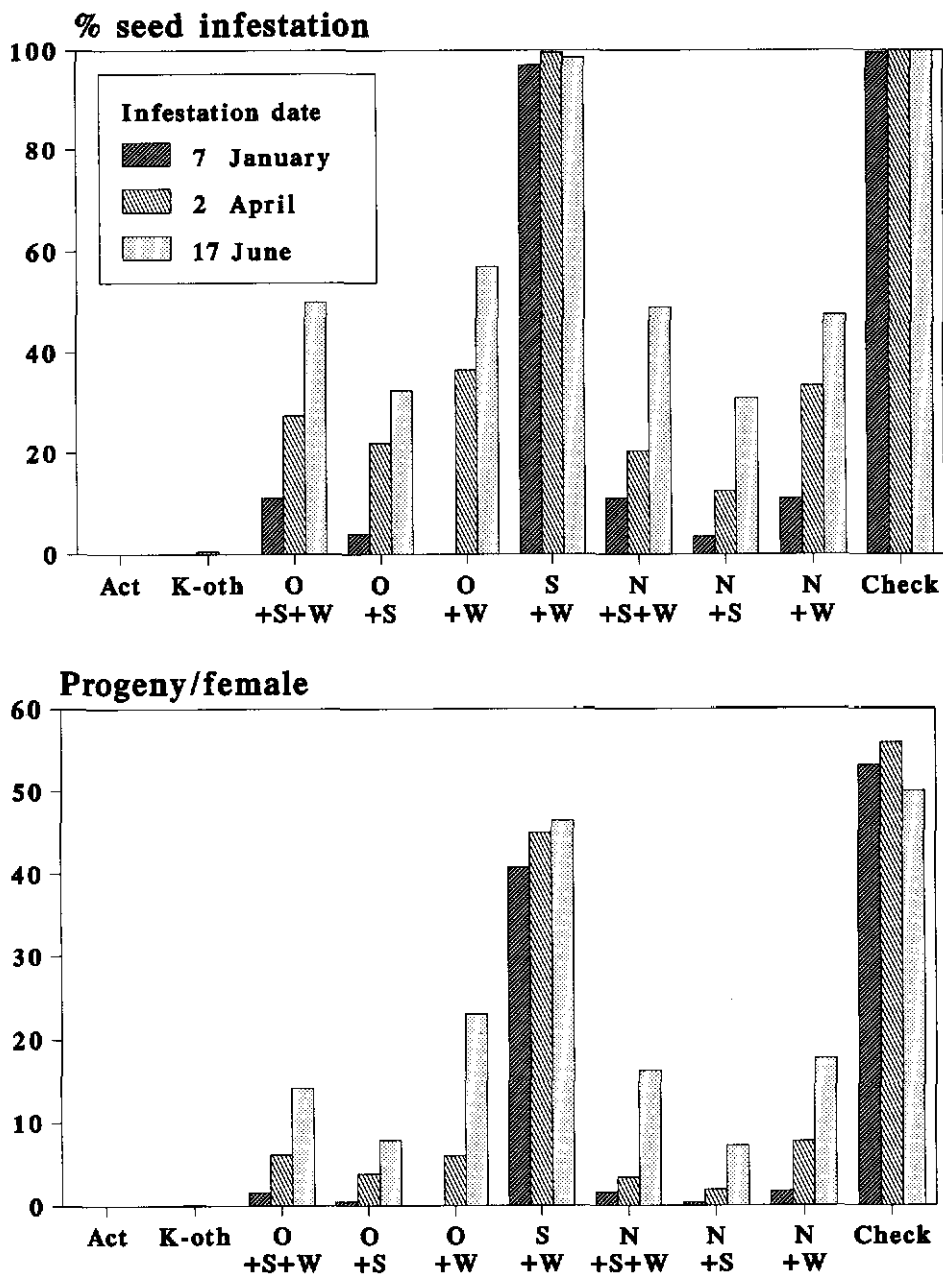 % seed infestation
100
80
60
40
20
0
Infestation date
7 January
2 April
17 June
Act K-oth O O O S N N N Check
+S+W +S +W +W +S+W +S +W
Progeny/female
60
50
40
30
20
10
0
Act K-oth O O O S N N N Check
+S+W +S +W +W +S+W +S +W